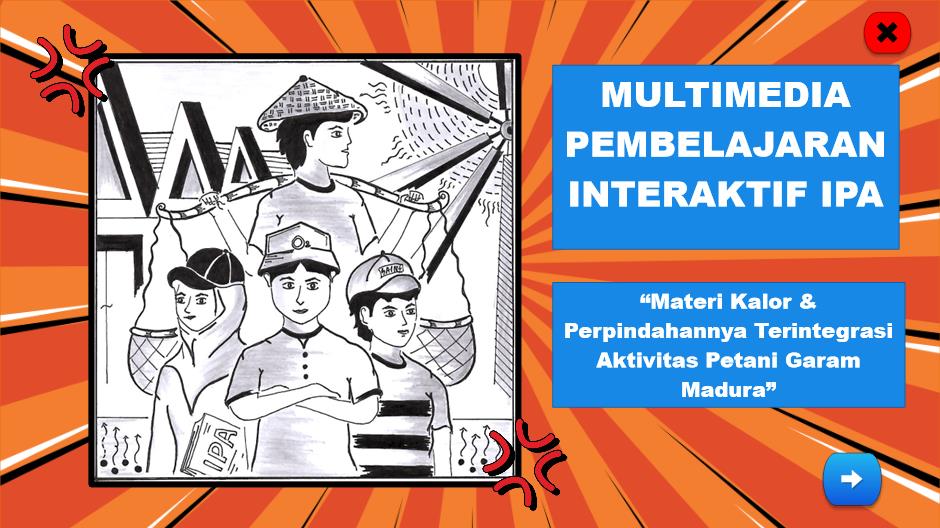 MULTIMEDIA
PEMBELAJARAN
INTERAKTIF IPA
“Materi Kalor &
Perpindahannya Terintegrasi
Aktivitas Petani Garam
Madura”
IPA